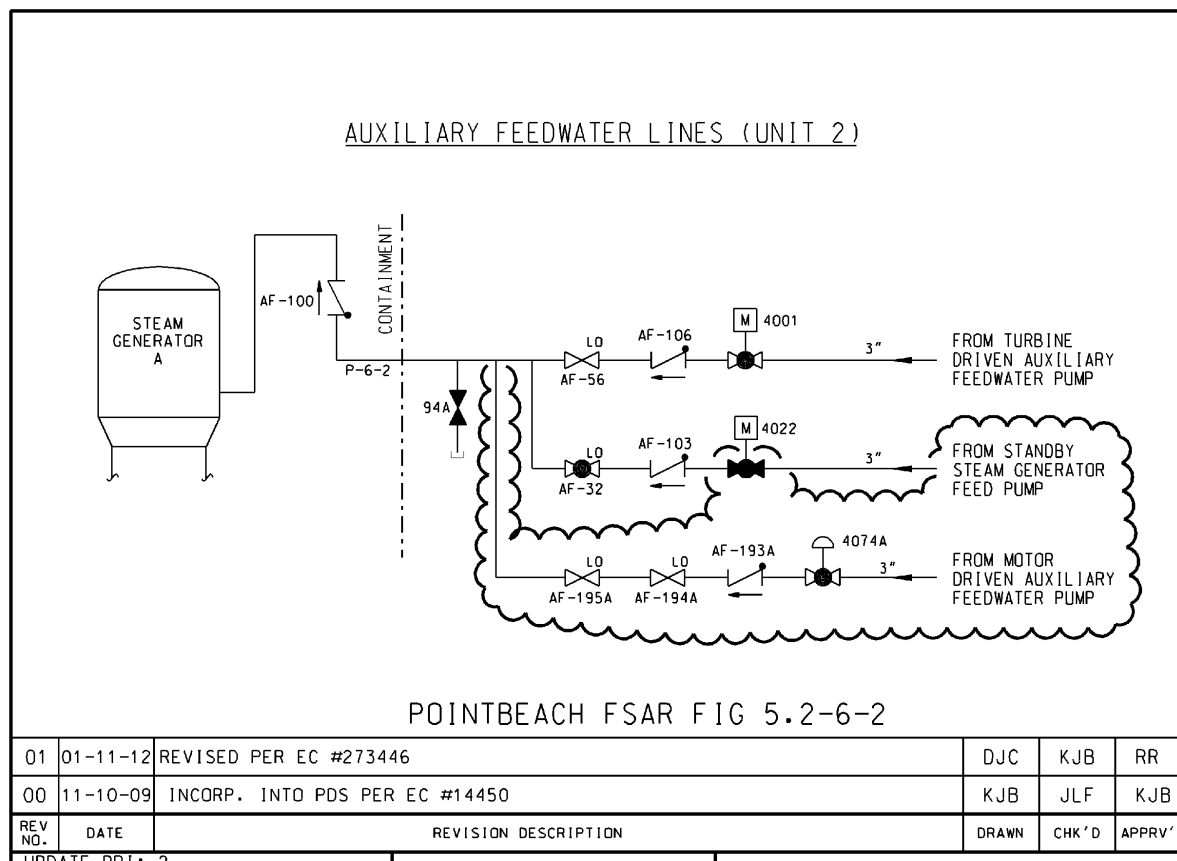 AUXILIARY FEEDWATER LINES (UNIT 2)
CONTAINMENT
STEAM
GENERATOR
A
AF-100
P-6-2
94A
LO
AF-56
AF-106
M 4001
3"
FROM TURBINE
DRIVEN AUXILIARY
FEEDWATER PUMP
LO
AF-32
AF-103
M 4022
3"
FROM STANDBY
STEAM GENERATOR
FEED PUMP
LO
AF-195A
LO
AF-194A
AF-193A
4074A
3"
FROM MOTOR
DRIVEN AUXILIARY
FEEDWATER PUMP
POINTBEACH FSAR FIG 5.2-6-2
01 01-11-12 REVISED PER EC #273446 DJC KJB RR
00 11-10-09 INCORP. INTO PDS PER EC #14450 KJB JLF KJB
REV NO. DATE REVISION DESCRIPTION DRAWN CHK'D APPRV'